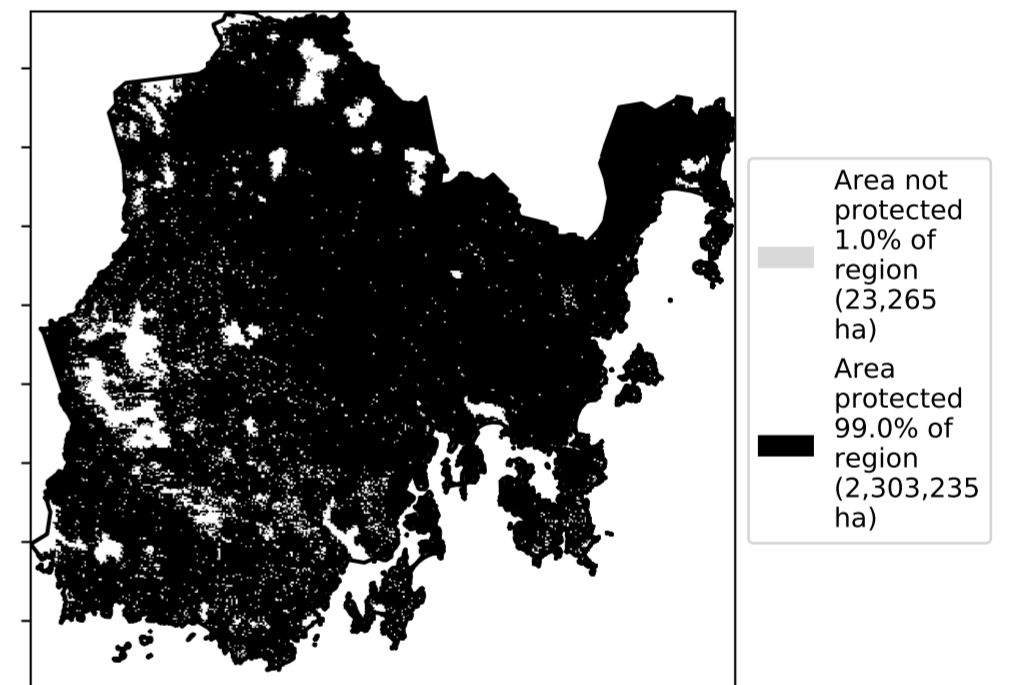 Area not
protected
1.0% of
region
(23,265
ha)
Area
protected
99.0% of
region
(2,303,235
ha)